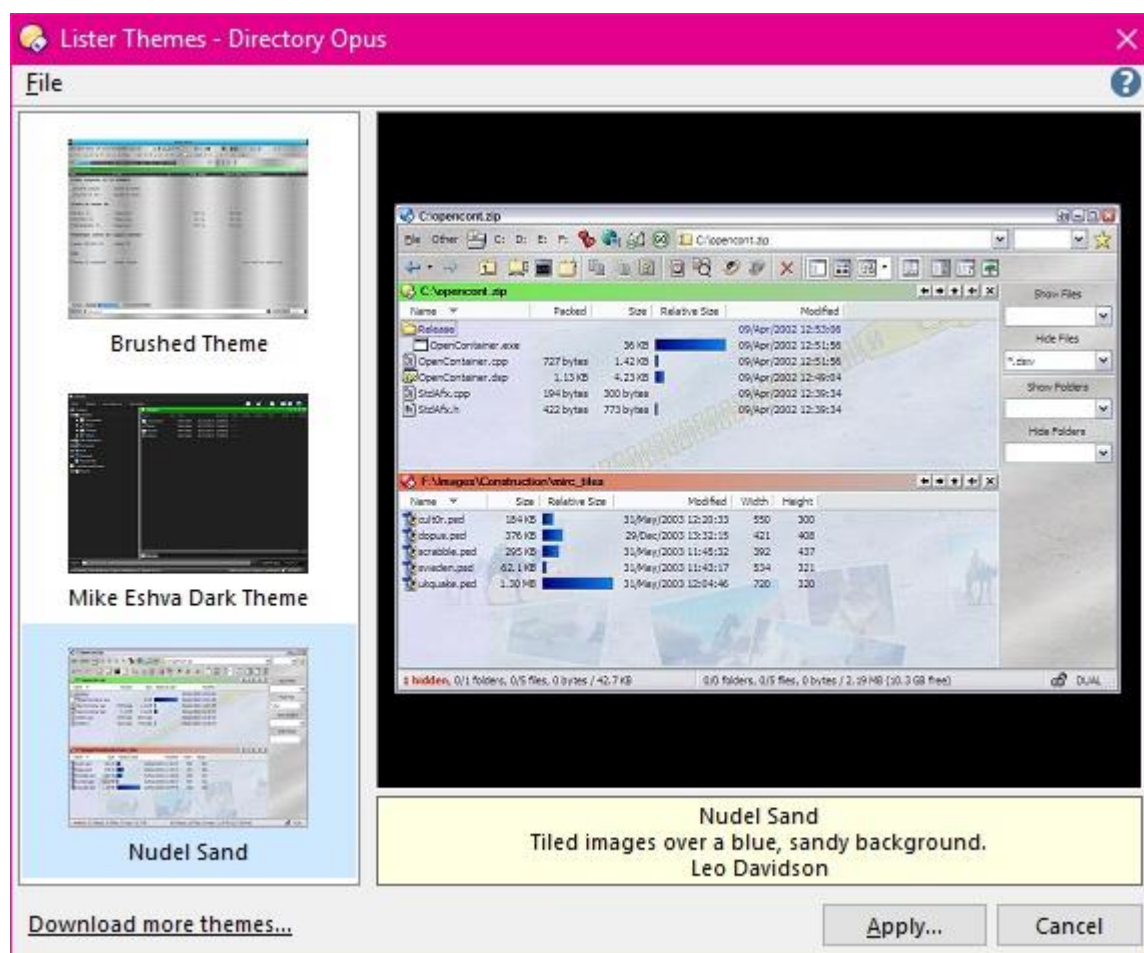 Lister Themes - Directory Opus
File
Brushed Theme
Mike Eshva Dark Theme
Nudel Sand
C:\opencont.zip
File Other C: D: E: F: C:\opencont.zip
C:\opencont.zip
Name Packed Size Relative Size Modified
Release 09/Apr/2002 12:53:06
OpenContainer.exe 36 KB 09/Apr/2002 12:51:56
OpenContainer.cpp 727 bytes 1.42 KB 09/Apr/2002 12:51:56
OpenContainer.dsp 1.13 KB 4.23 KB 09/Apr/2002 12:49:04
StdAfx.cpp 194 bytes 300 bytes 09/Apr/2002 12:39:34
StdAfx.h 422 bytes 773 bytes 09/Apr/2002 12:39:34
Show Files
Hide Files
Show Folders
Hide Folders
F:\Images\Construction\mirc_tiles
Name Size Relative Size Modified Width Height
cult0r.psd 184 KB 31/May/2003 12:20:33 550 300
dopus.psd 376 KB 29/Dec/2003 13:32:15 421 408
scrabble.psd 295 KB 31/May/2003 11:45:32 392 437
sweden.psd 62.1 KB 31/May/2003 11:43:17 534 321
ukquake.psd 1.30 MB 31/May/2003 12:04:46 720 320
hidden, 0/1 folders, 0/5 files, 0 bytes / 42.7 KB 0/0 folders, 0/5 files, 0 bytes / 2.19 MB (10.3 GB free) DUAL
Nudel Sand
Tiled images over a blue, sandy background.
Leo Davidson
Download more themes...
Apply...
Cancel